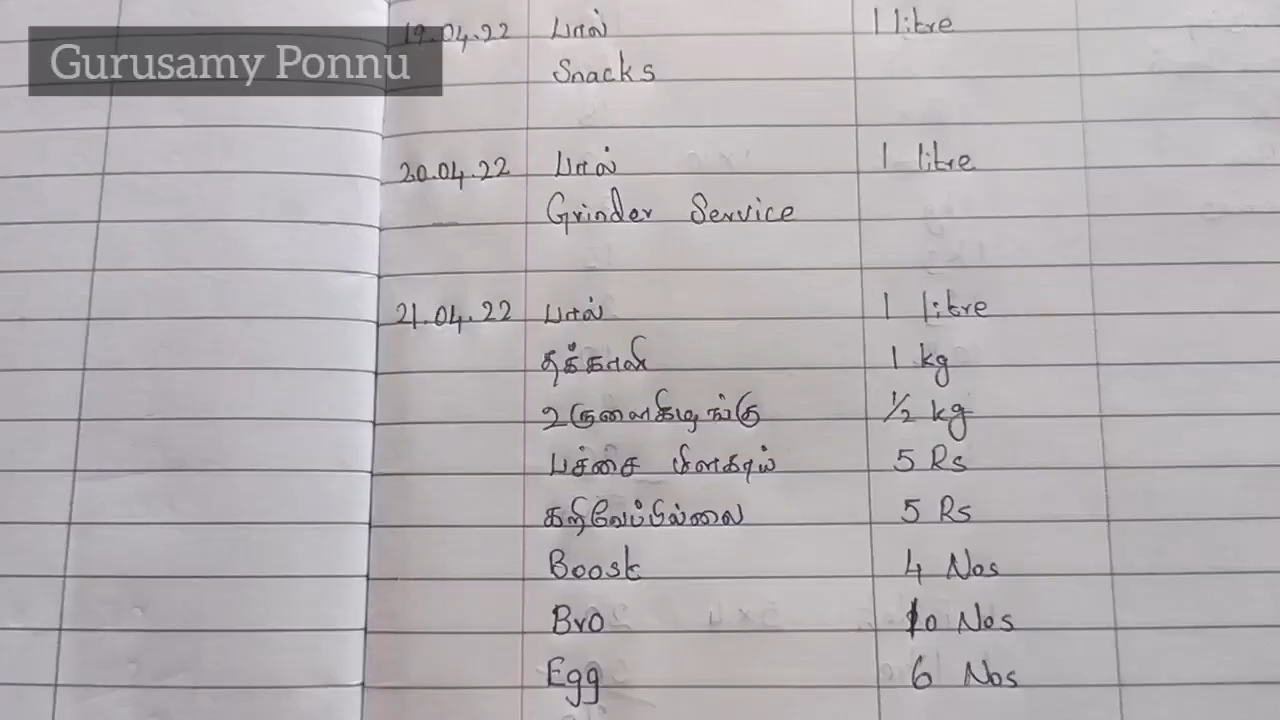 Gurusamy Ponnu
19.04.22 பால் 1 litre
Snacks
20.04.22 பால் 1 litre
Grinder Service
21.04.22 பால் 1 litre
தக்காளி 1 kg
உருளைகிழங்கு ½ kg
பச்சை மிளகாய் 5 Rs
கறிவேப்பில்லை 5 Rs
Boost 4 Nos
Bro 10 Nos
Egg 6 Nos